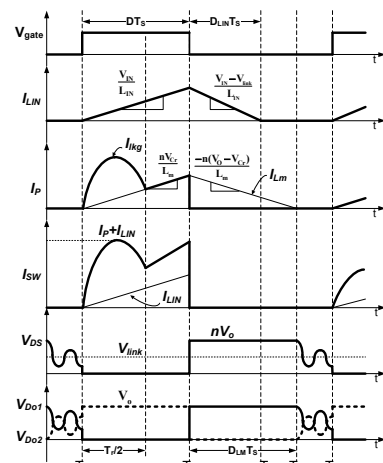 DTS
DLINTS
Vgate
t
ILIN
VIN
LIN
VIN−Vlink
LIN
t
IP
Ilkg
nVCr
Lm
−n(VO−VCr)
Lm
ILm
t
ISW
IP+ILIN
ILIN
t
VDS
Vlink
nVo
t
VDo1
VDo2
Vo
t
Tr/2
DLMTS